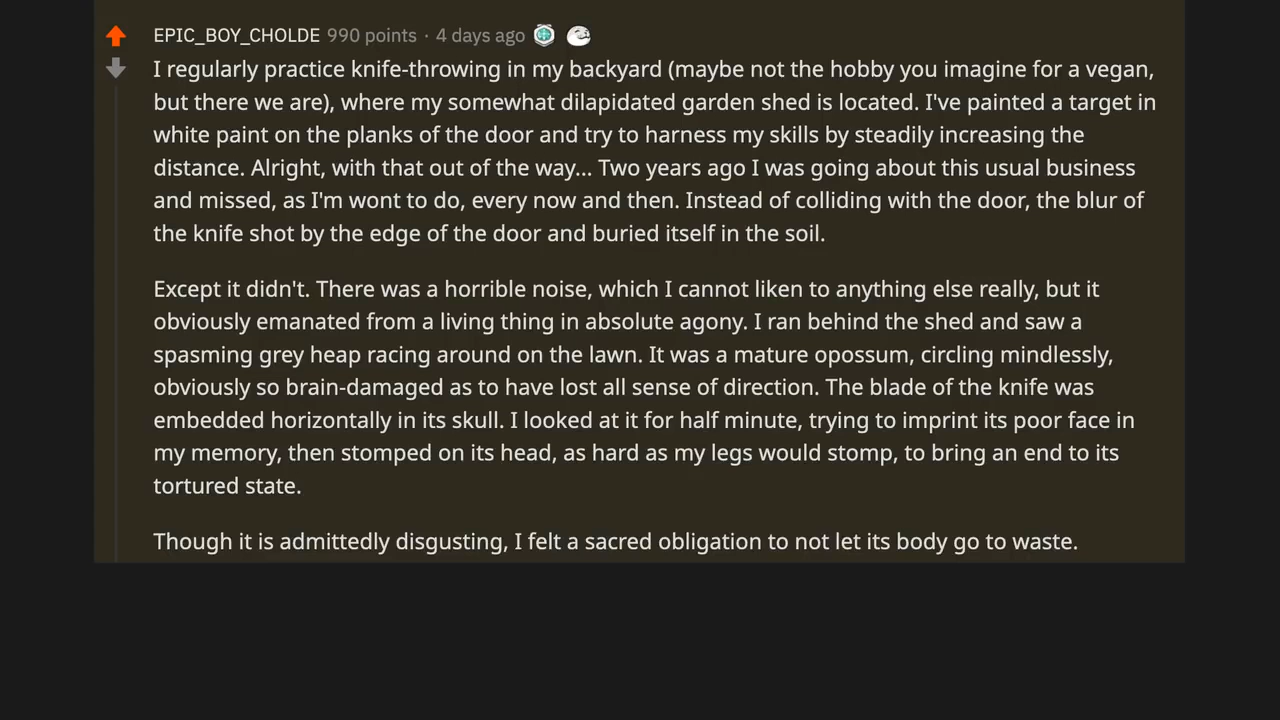 EPIC_BOY_CHOLDE 990 points · 4 days ago
I regularly practice knife-throwing in my backyard (maybe not the hobby you imagine for a vegan,
but there we are), where my somewhat dilapidated garden shed is located. I've painted a target in
white paint on the planks of the door and try to harness my skills by steadily increasing the
distance. Alright, with that out of the way... Two years ago I was going about this usual business
and missed, as I'm wont to do, every now and then. Instead of colliding with the door, the blur of
the knife shot by the edge of the door and buried itself in the soil.
Except it didn't. There was a horrible noise, which I cannot liken to anything else really, but it
obviously emanated from a living thing in absolute agony. I ran behind the shed and saw a
spasming grey heap racing around on the lawn. It was a mature opossum, circling mindlessly,
obviously so brain-damaged as to have lost all sense of direction. The blade of the knife was
embedded horizontally in its skull. I looked at it for half minute, trying to imprint its poor face in
my memory, then stomped on its head, as hard as my legs would stomp, to bring an end to its
tortured state.
Though it is admittedly disgusting, I felt a sacred obligation to not let its body go to waste.